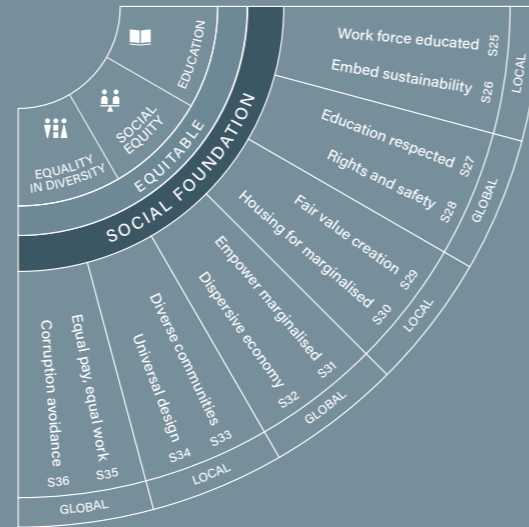 EDUCATION
SOCIAL
EQUITY
EQUALITY
IN DIVERSITY
EQUITABLE
SOCIAL FOUNDATION
Work force educated S25
Embed sustainability S26
LOCAL
Education respected S27
Rights and safety S28
GLOBAL
Fair value creation S29
Housing for marginalised S30
LOCAL
Empower marginalised S31
Dispersive economy S32
GLOBAL
Diverse communities S33
Universal design S34
LOCAL
Equal pay, equal work S35
Corruption avoidance S36
GLOBAL